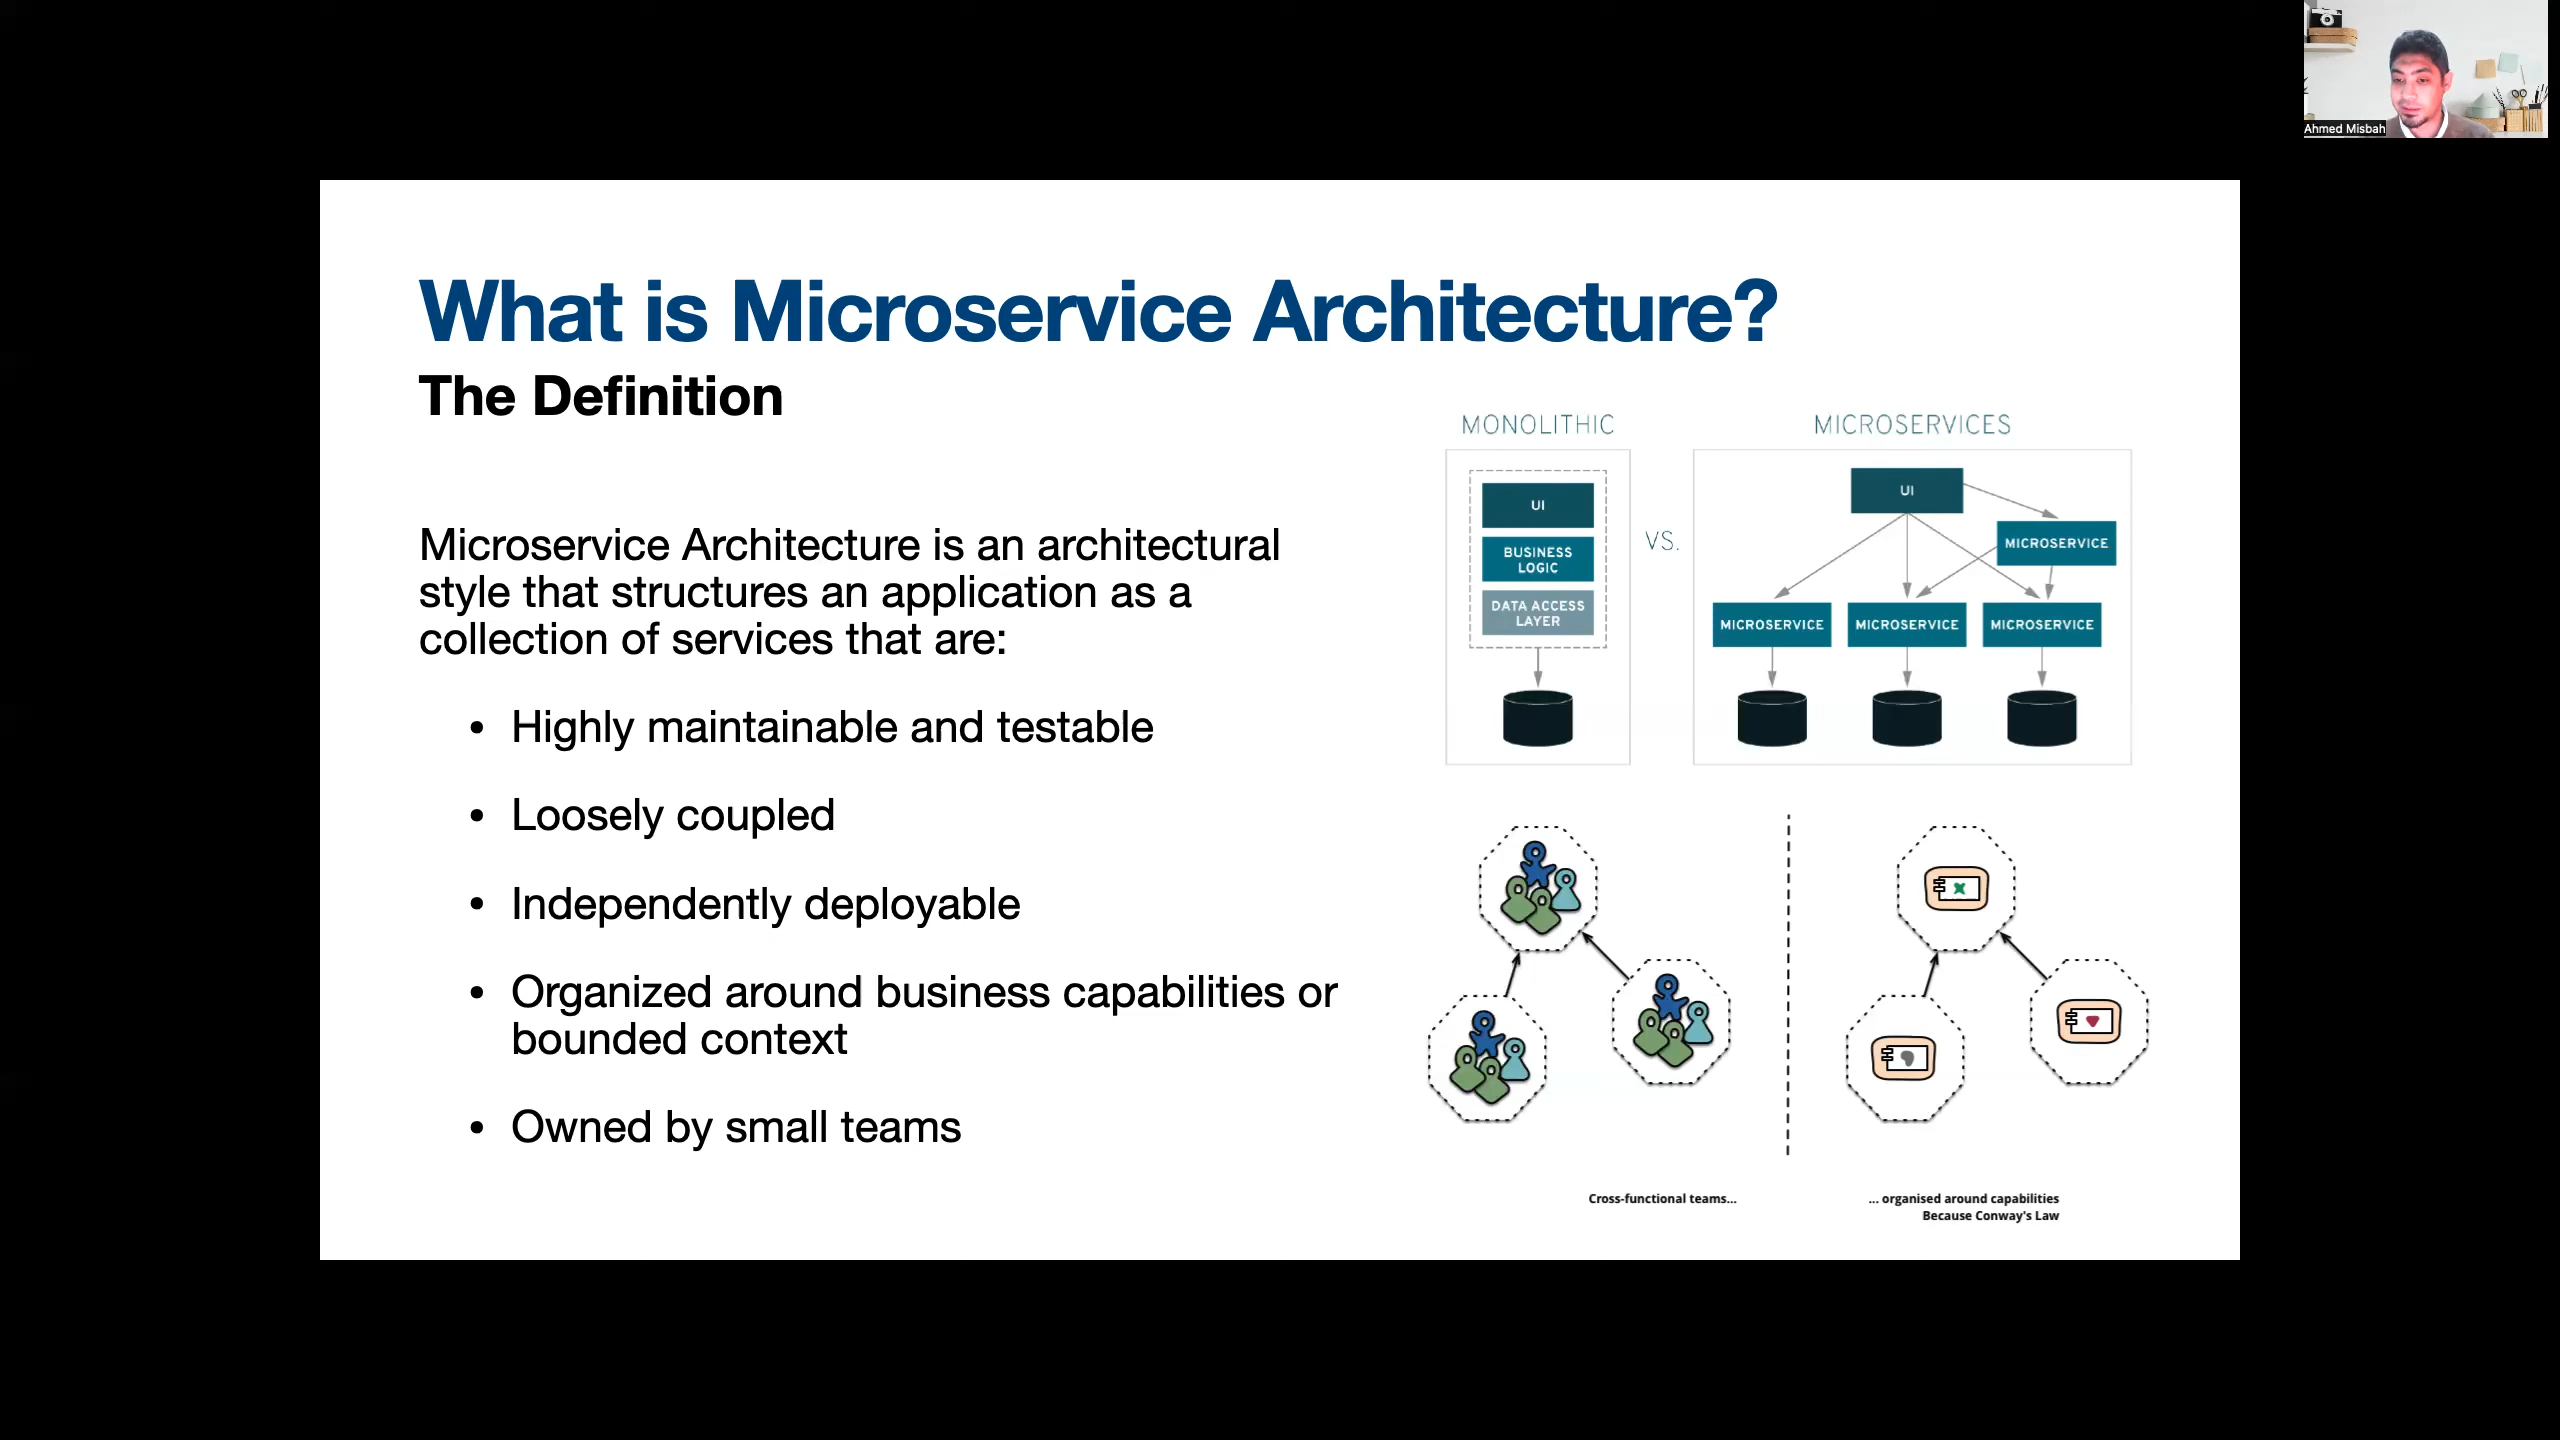 Ahmed Misbah
What is Microservice Architecture?
The Definition
Microservice Architecture is an architectural
style that structures an application as a
collection of services that are:
• Highly maintainable and testable
• Loosely coupled
• Independently deployable
• Organized around business capabilities or
bounded context
• Owned by small teams
MONOLITHIC
UI
BUSINESS
LOGIC
DATA ACCESS
LAYER
VS.
MICROSERVICES
UI
MICROSERVICE
MICROSERVICE
MICROSERVICE
MICROSERVICE
Cross-functional teams...
... organised around capabilities
Because Conway's Law